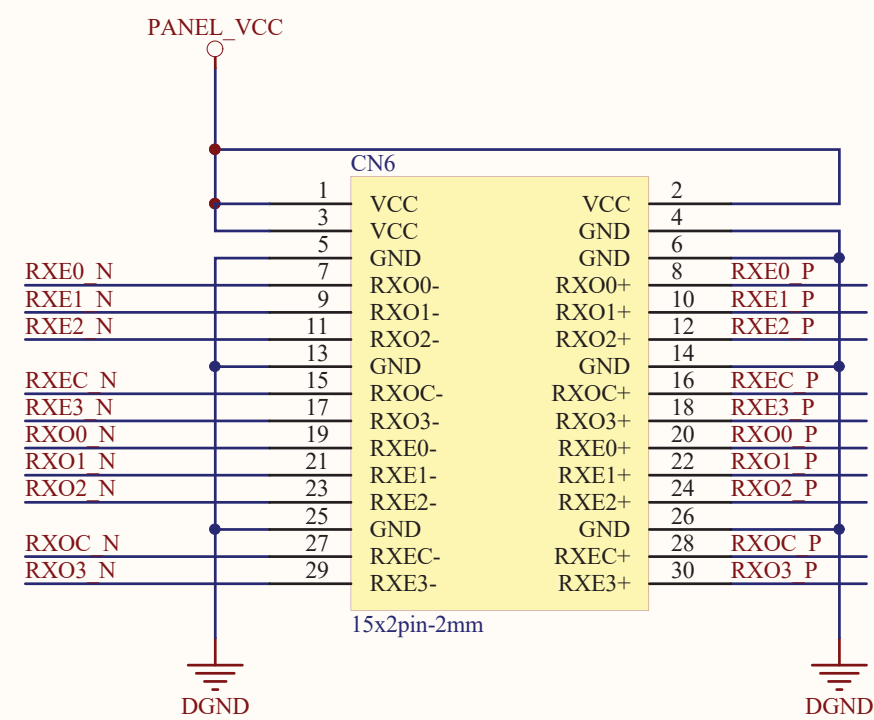 PANEL_VCC
CN6
1 VCC VCC 2
3 VCC GND 4
5 GND GND 6
RXE0_N 7 RXO0- RXO0+ 8 RXE0_P
RXE1_N 9 RXO1- RXO1+ 10 RXE1_P
RXE2_N 11 RXO2- RXO2+ 12 RXE2_P
13 GND GND 14
RXEC_N 15 RXOC- RXOC+ 16 RXEC_P
RXE3_N 17 RXO3- RXO3+ 18 RXE3_P
RXO0_N 19 RXE0- RXE0+ 20 RXO0_P
RXO1_N 21 RXE1- RXE1+ 22 RXO1_P
RXO2_N 23 RXE2- RXE2+ 24 RXO2_P
25 GND GND 26
RXOC_N 27 RXEC- RXEC+ 28 RXOC_P
RXO3_N 29 RXE3- RXE3+ 30 RXO3_P
15x2pin-2mm
DGND DGND